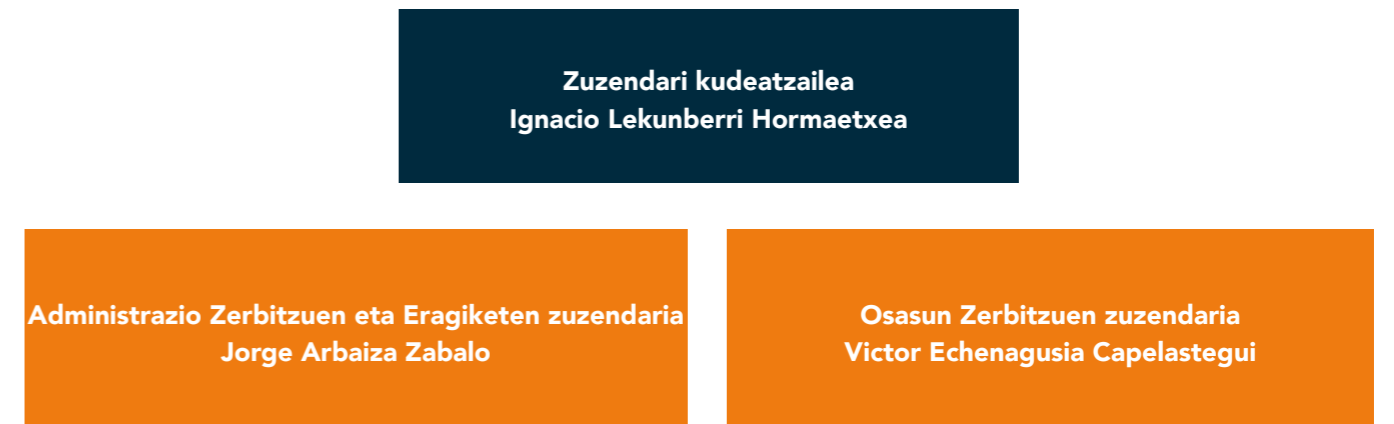 Zuzendari kudeatzailea
Ignacio Lekunberri Hormaetxea
Administrazio Zerbitzuen eta Eragiketen zuzendaria
Jorge Arbaiza Zabalo
Osasun Zerbitzuen zuzendaria
Victor Echenagusia Capelastegui